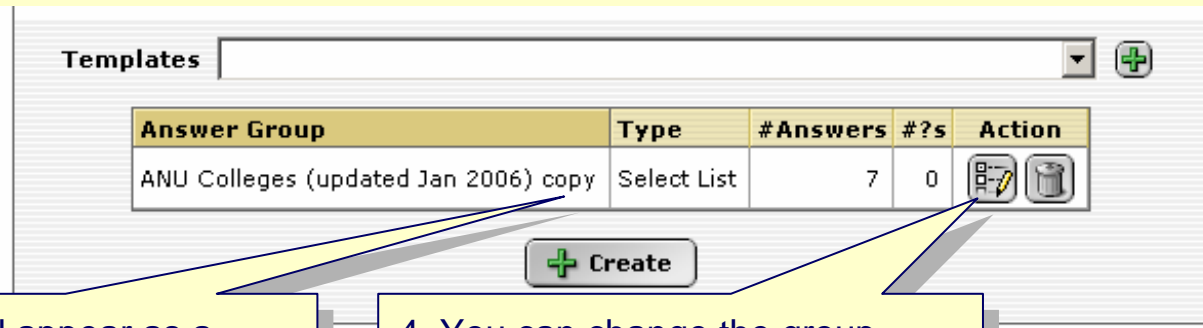 Templates
Answer Group Type #Answers #?s Action
ANU Colleges (updated Jan 2006) copy Select List 7 0
Create
appear as a
4. You can change the group